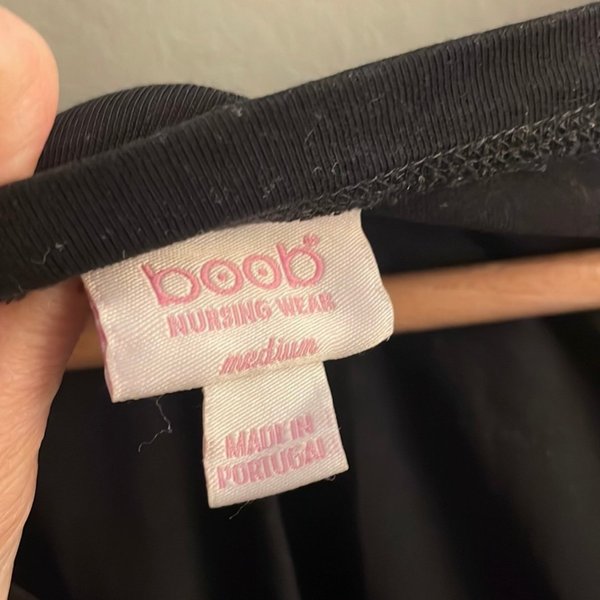 boob
NURSING WEAR
medium
MADE IN
PORTUGAL